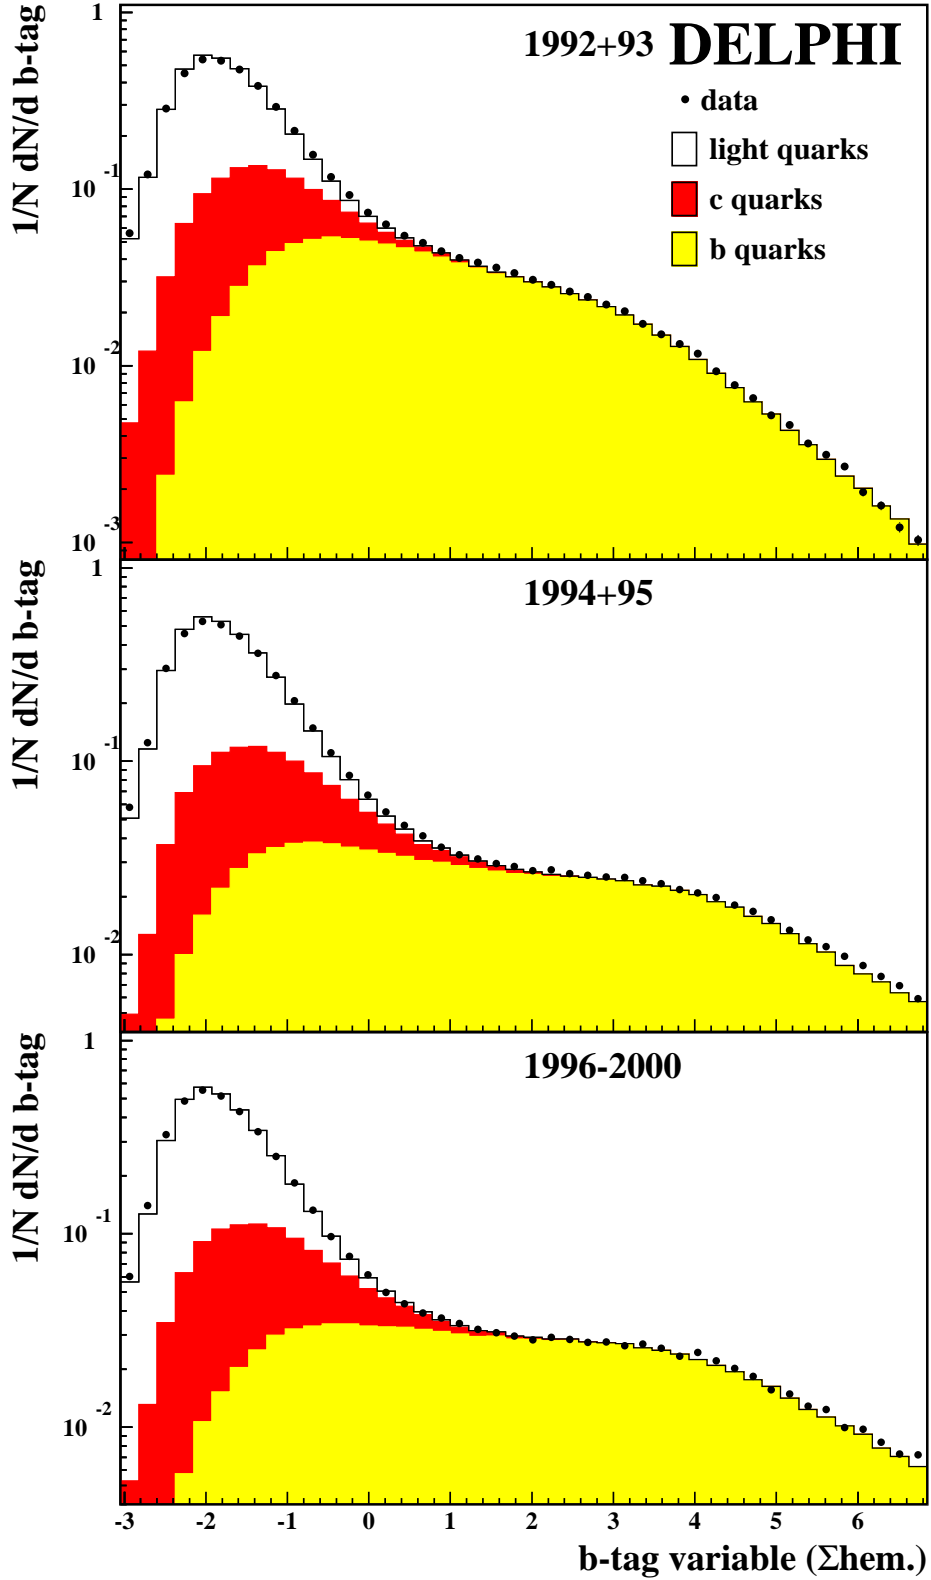 1992+93 DELPHI
data
light quarks
c quarks
b quarks
1/N dN/d b-tag
1
10 -1
10 -2
10 -3
1994+95
1/N dN/d b-tag
1
10 -1
10 -2
1996-2000
1/N dN/d b-tag
1
10 -1
10 -2
-3 -2 -1 0 1 2 3 4 5 6
b-tag variable (Σhem.)